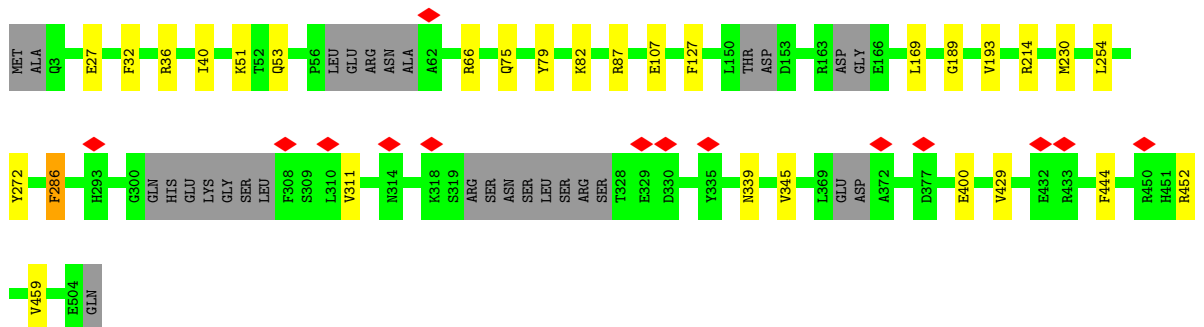 MET ALA Q3 E27 F32 R36 I40 K51 T52 Q53 P56 LEU GLU ARG ASN ALA A62 R66 Q75 Y79 K82 R87 E107 F127 L150 THR ASP D153 R163 ASP GLY E166 L169 G189 V193 R214 M230 L254
Y272 F286 H293 G300 GLN HIS GLU LYS GLY SER LEU F308 S309 L310 V311 N314 K318 S319 ARG SER ASN SER LEU SER ARG SER T328 E329 D330 Y335 N339 V345 L369 GLU ASP A372 D377 E400 V429 E432 R433 F444 R450 H451 R452
V459 E504 GLN